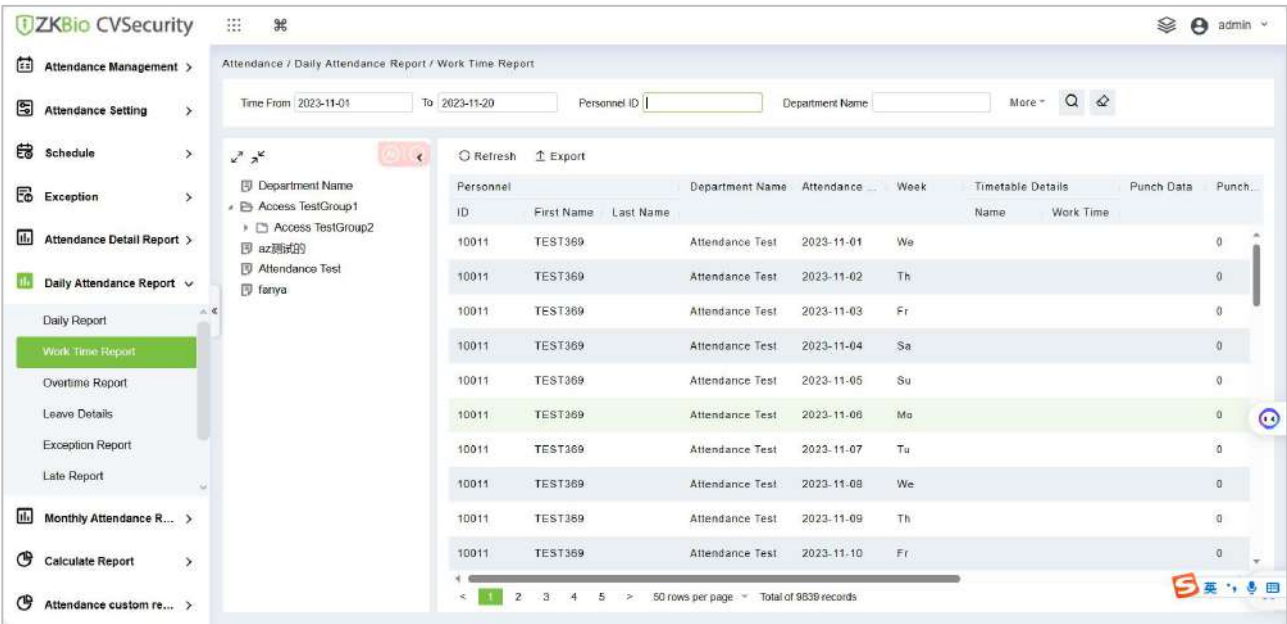 ZKBio CVSecurity
admin
Attendance Management
Attendance Setting
Schedule
Exception
Attendance Detail Report
Daily Attendance Report
Daily Report
Work Time Report
Overtime Report
Leave Details
Exception Report
Late Report
Monthly Attendance R...
Calculate Report
Attendance custom re...
Attendance / Daily Attendance Report / Work Time Report
Time From 2023-11-01 To 2023-11-20 Personnel ID Department Name More
Department Name
Access TestGroup1
Access TestGroup2
az测试的
Attendance Test
fanya
Refresh Export
Personnel Department Name Attendance ... Week Timetable Details Punch Data Punch...
ID First Name Last Name Name Work Time
10011 TEST369 Attendance Test 2023-11-01 We 0
10011 TEST369 Attendance Test 2023-11-02 Th 0
10011 TEST369 Attendance Test 2023-11-03 Fr 0
10011 TEST369 Attendance Test 2023-11-04 Sa 0
10011 TEST369 Attendance Test 2023-11-05 Su 0
10011 TEST369 Attendance Test 2023-11-06 Mo 0
10011 TEST369 Attendance Test 2023-11-07 Tu 0
10011 TEST369 Attendance Test 2023-11-08 We 0
10011 TEST369 Attendance Test 2023-11-09 Th 0
10011 TEST369 Attendance Test 2023-11-10 Fr 0
< 1 2 3 4 5 > 50 rows per page Total of 9839 records
英